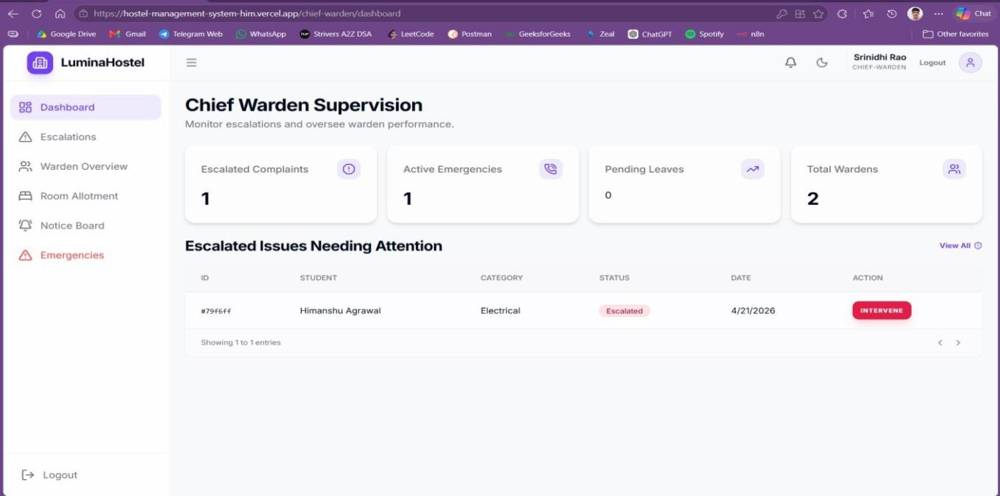 https://hostel-management-system-him.vercel.app/chief-warden/dashboard
Chat
Google Drive Gmail Telegram Web WhatsApp Strivers A2Z DSA LeetCode Postman GeeksforGeeks Zeal ChatGPT Spotify n8n Other favorites
LuminaHostel
Srinidhi Rao
CHIEF-WARDEN
Logout
Dashboard
Escalations
Warden Overview
Room Allotment
Notice Board
Emergencies
Logout
Chief Warden Supervision
Monitor escalations and oversee warden performance.
Escalated Complaints
1
Active Emergencies
1
Pending Leaves
0
Total Wardens
2
Escalated Issues Needing Attention
View All
ID STUDENT CATEGORY STATUS DATE ACTION
#79f6ff Himanshu Agrawal Electrical Escalated 4/21/2026 INTERVENE
Showing 1 to 1 entries